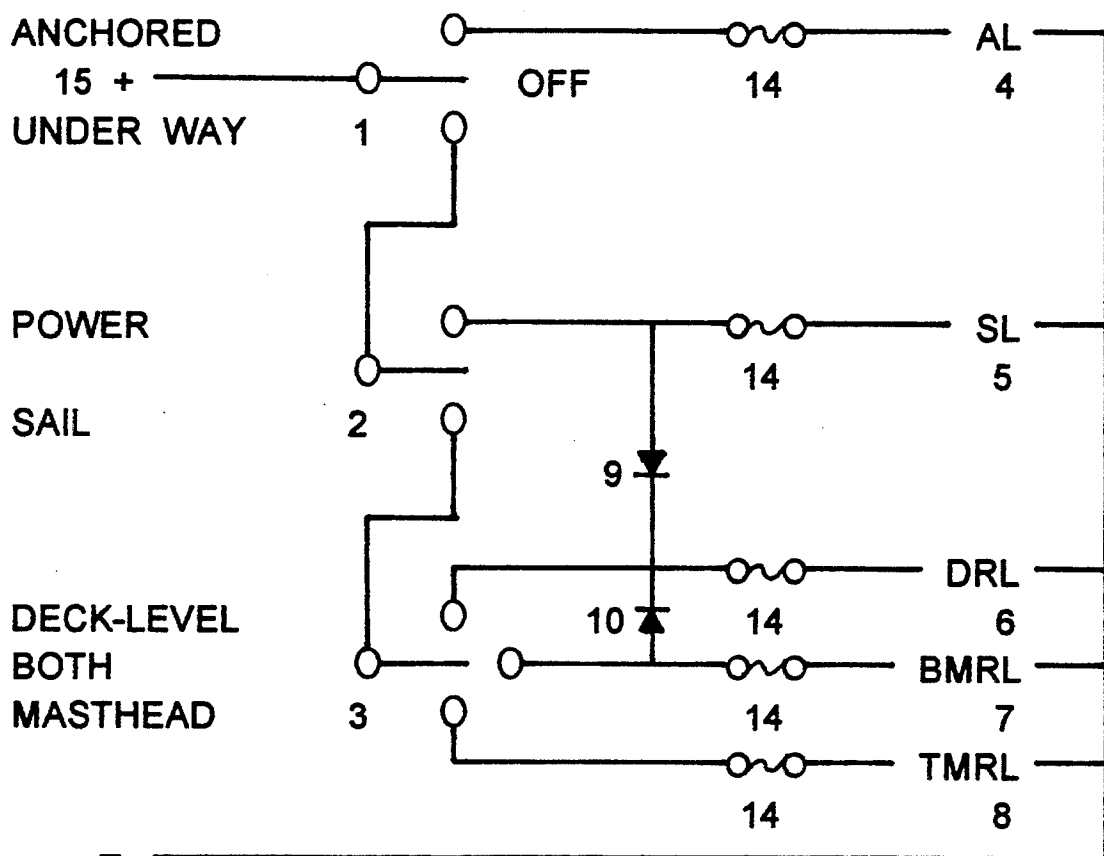 ANCHORED AL
15 + OFF 14 4
UNDER WAY 1
POWER SL
14 5
SAIL 2
9
DRL
DECK-LEVEL 10 14 6
BOTH BMRL
MASTHEAD 3 14 7
TMRL
14 8